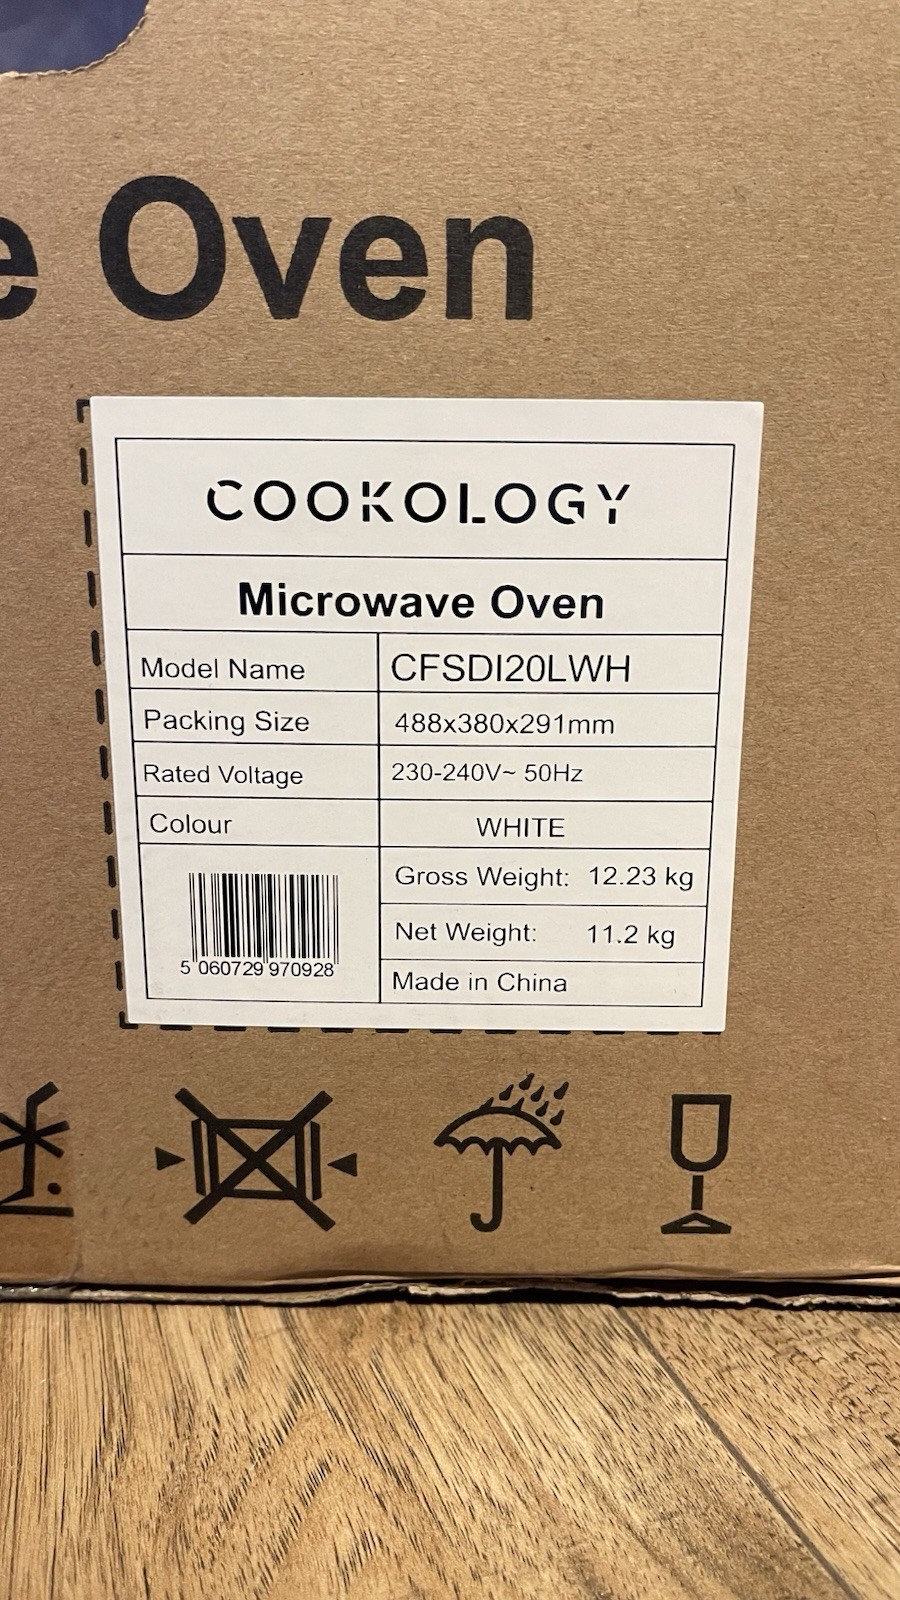 e Oven
COOKOLOGY
Microwave Oven
Model Name CFSDI20LWH
Packing Size 488x380x291mm
Rated Voltage 230-240V~ 50Hz
Colour WHITE
Gross Weight: 12.23 kg
Net Weight: 11.2 kg
Made in China
5 060729 970928